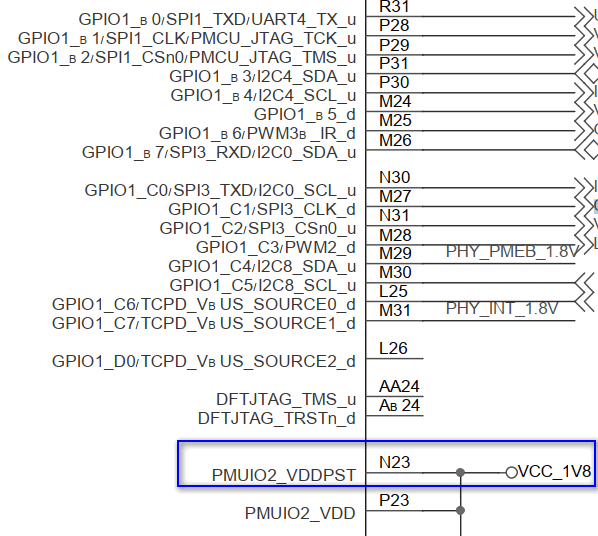 GPIO1_B 0/SPI1_TXD/UART4_TX_u R31
GPIO1_B 1/SPI1_CLK/PMCU_JTAG_TCK_u P28
GPIO1_B 2/SPI1_CSn0/PMCU_JTAG_TMS_u P29
GPIO1_B 3/I2C4_SDA_u P31
GPIO1_B 4/I2C4_SCL_u P30
GPIO1_B 5_d M24
GPIO1_B 6/PWM3B _IR_d M25
GPIO1_B 7/SPI3_RXD/I2C0_SDA_u M26
GPIO1_C0/SPI3_TXD/I2C0_SCL_u N30
GPIO1_C1/SPI3_CLK_d M27
GPIO1_C2/SPI3_CSn0_u N31
GPIO1_C3/PWM2_d M28
GPIO1_C4/I2C8_SDA_u M29 PHY_PMEB_1.8V
GPIO1_C5/I2C8_SCL_u M30
GPIO1_C6/TCPD_VB US_SOURCE0_d L25
GPIO1_C7/TCPD_VB US_SOURCE1_d M31 PHY_INT_1.8V
GPIO1_D0/TCPD_VB US_SOURCE2_d L26
DFTJTAG_TMS_u AA24
DFTJTAG_TRSTn_d AB 24
PMUIO2_VDDPST N23 VCC_1V8
PMUIO2_VDD P23